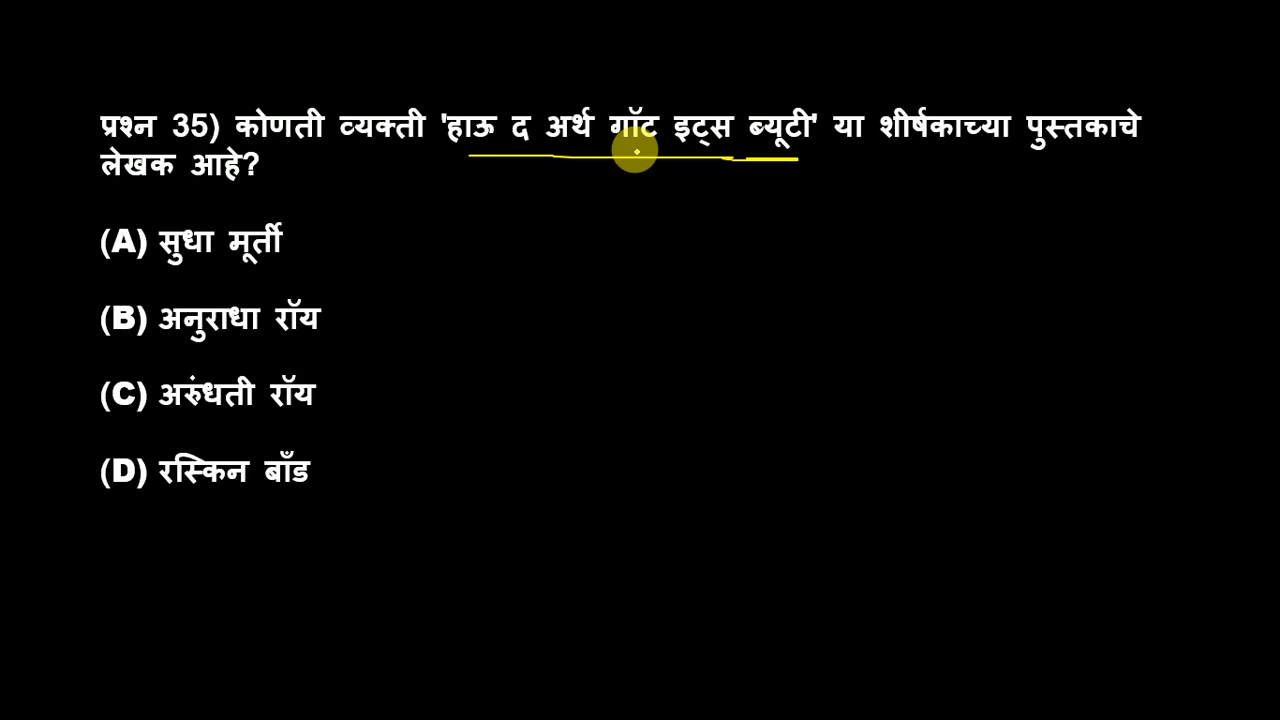 प्रश्न 35) कोणती व्यक्ती 'हाऊ द अर्थ गॉट इट्स ब्यूटी' या शीर्षकाच्या पुस्तकाचे
लेखक आहे?
(A) सुधा मूर्ती
(B) अनुराधा रॉय
(C) अरुंधती रॉय
(D) रस्किन बाँड